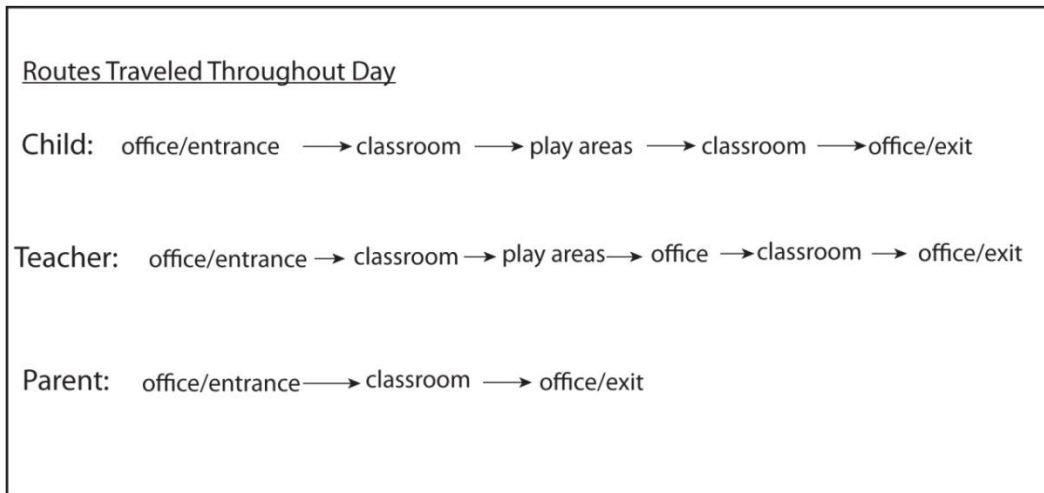 Routes Traveled Throughout Day
Child: office/entrance → classroom → play areas → classroom → office/exit
Teacher: office/entrance → classroom → play areas → office → classroom → office/exit
Parent: office/entrance → classroom → office/exit